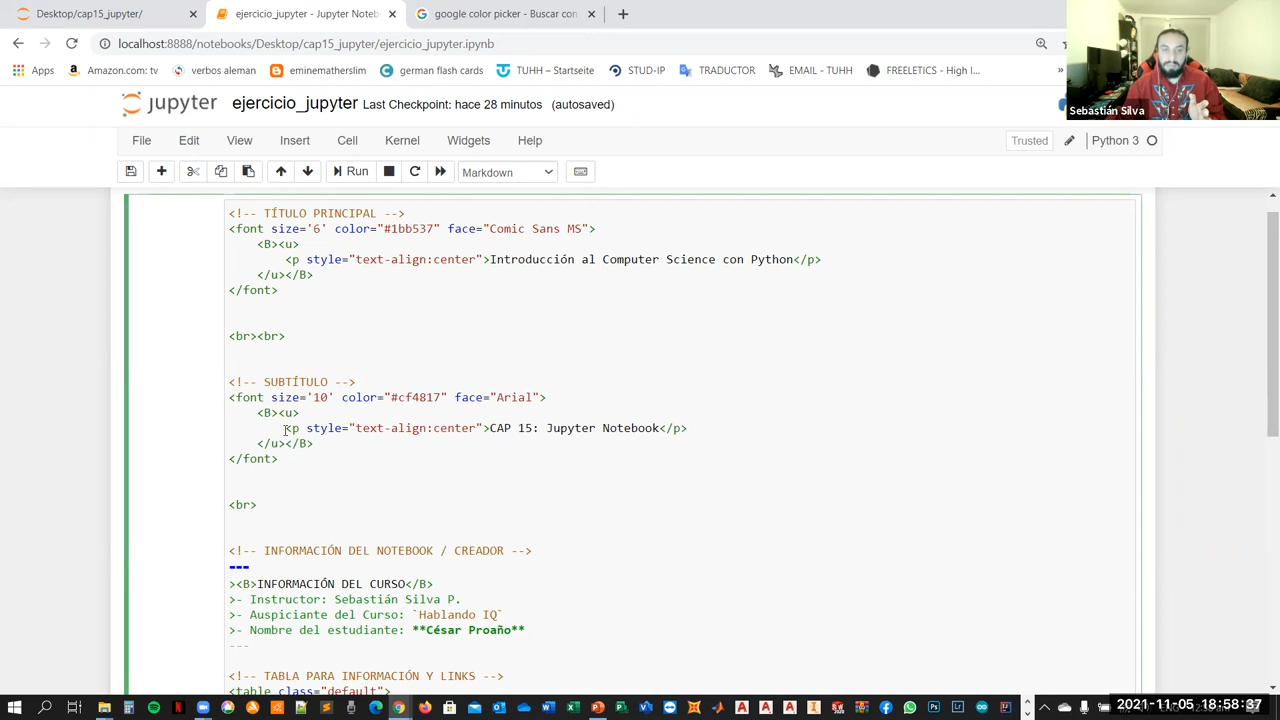 Desktop/cap15_jupyter/
ejercicio_jupyter - Jupyter Noteb
google color picker - Buscar con
localhost:8888/notebooks/Desktop/cap15_jupyter/ejercicio_jupyter.ipynb
Apps
Amazon.com: tv
verbos aleman
eminematherslim
german flash cards
TUHH – Startseite
STUD-IP
TRADUCTOR
EMAIL - TUHH
FREELETICS - High I...
»
Sebastián Silva
jupyter
ejercicio_jupyter Last Checkpoint: hace 28 minutos (autosaved)
File Edit View Insert Cell Kernel Widgets Help
Trusted
Python 3
Run
Markdown
<!-- TÍTULO PRINCIPAL -->
<font size='6' color="#1bb537" face="Comic Sans MS">
<B><u>
<p style="text-align:center">Introducción al Computer Science con Python</p>
</u></B>
</font>
<br><br>
<!-- SUBTÍTULO -->
<font size='10' color="#cf4817" face="Arial">
<B><u>
<p style="text-align:center">CAP 15: Jupyter Notebook</p>
</u></B>
</font>
<br>
<!-- INFORMACIÓN DEL NOTEBOOK / CREADOR -->
---
><B>INFORMACIÓN DEL CURSO</B>
>- Instructor: Sebastián Silva P.
>- Auspiciante del Curso: `Hablando IQ`
>- Nombre del estudiante: **César Proaño**
---
<!-- TABLA PARA INFORMACIÓN Y LINKS -->
<table class="default">
2021-11-05 18:58:37